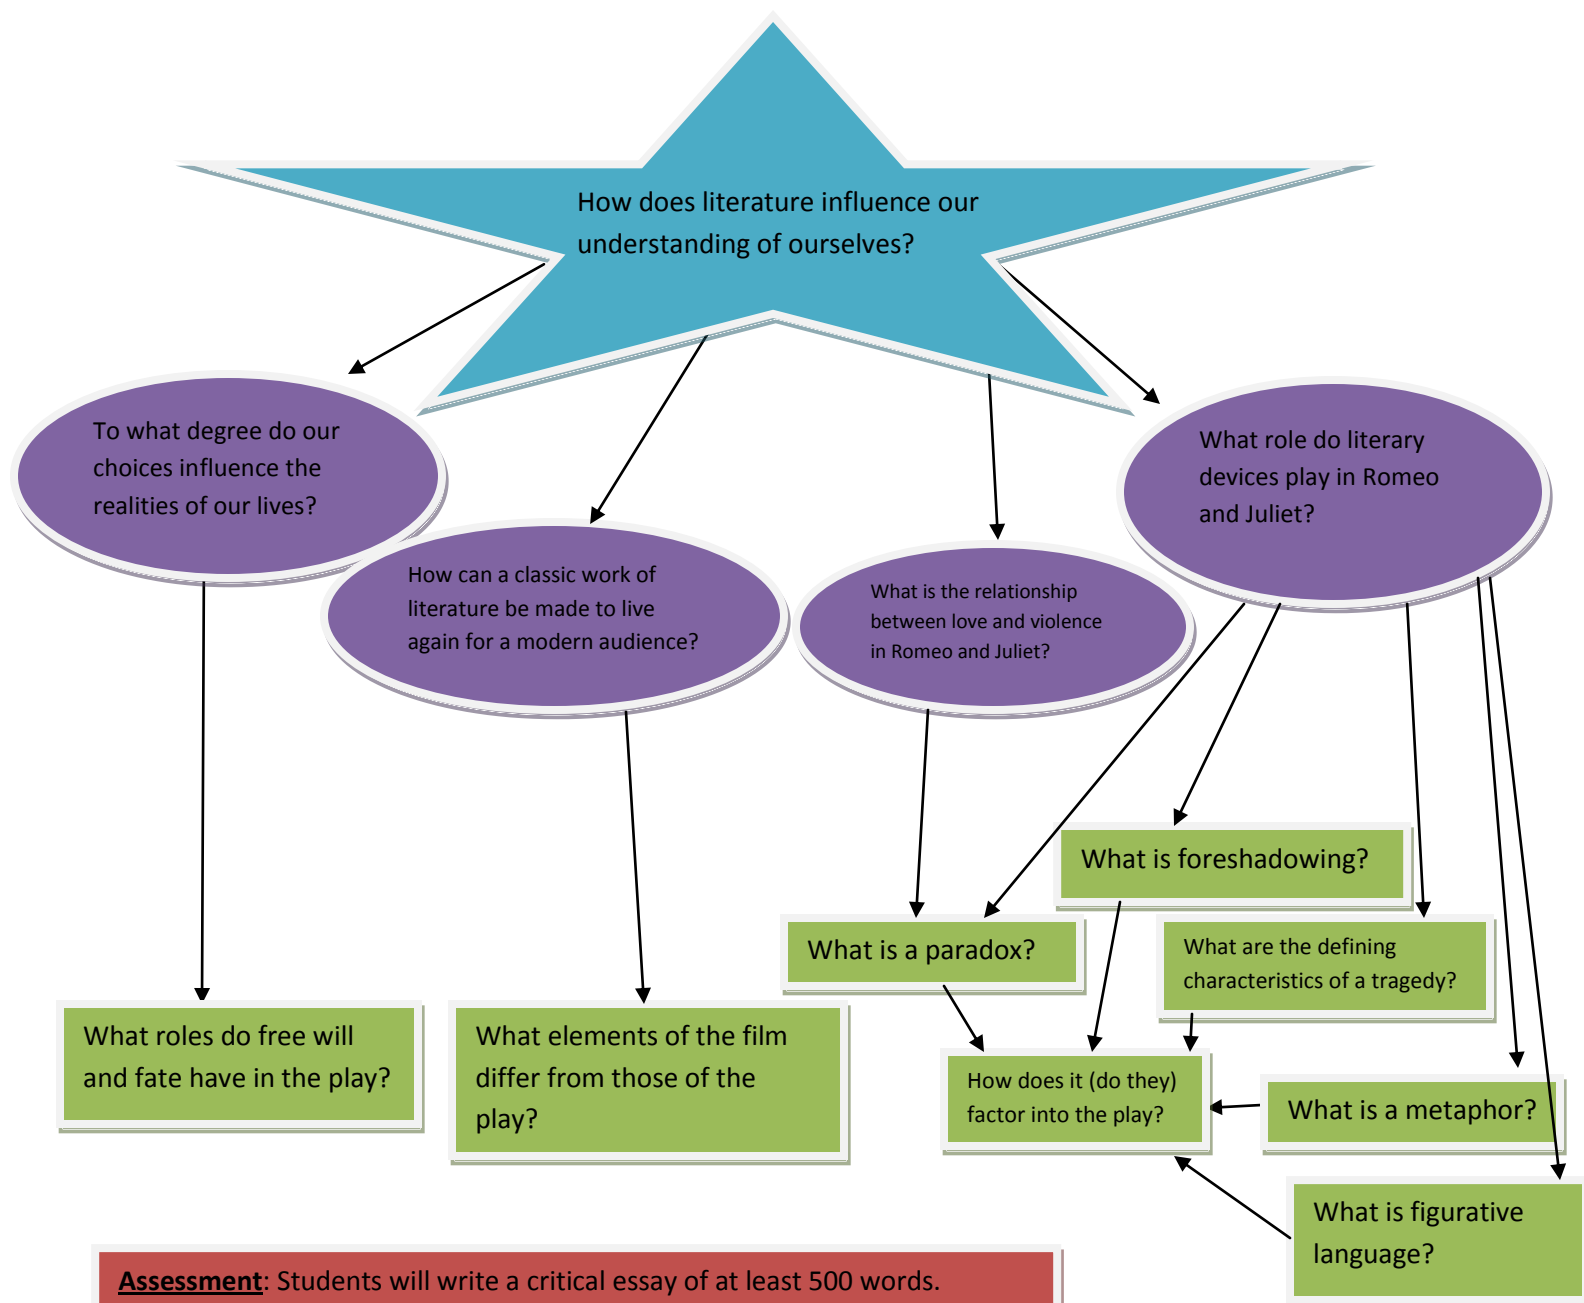 How does literature influence our
understanding of ourselves?
To what degree do our
choices influence the
realities of our lives?
How can a classic work of
literature be made to live
again for a modern audience?
What is the relationship
between love and violence
in Romeo and Juliet?
What role do literary
devices play in Romeo
and Juliet?
What is foreshadowing?
What is a paradox?
What are the defining
characteristics of a tragedy?
What roles do free will
and fate have in the play?
What elements of the film
differ from those of the
play?
How does it (do they)
factor into the play?
What is a metaphor?
What is figurative
language?
Assessment: Students will write a critical essay of at least 500 words.